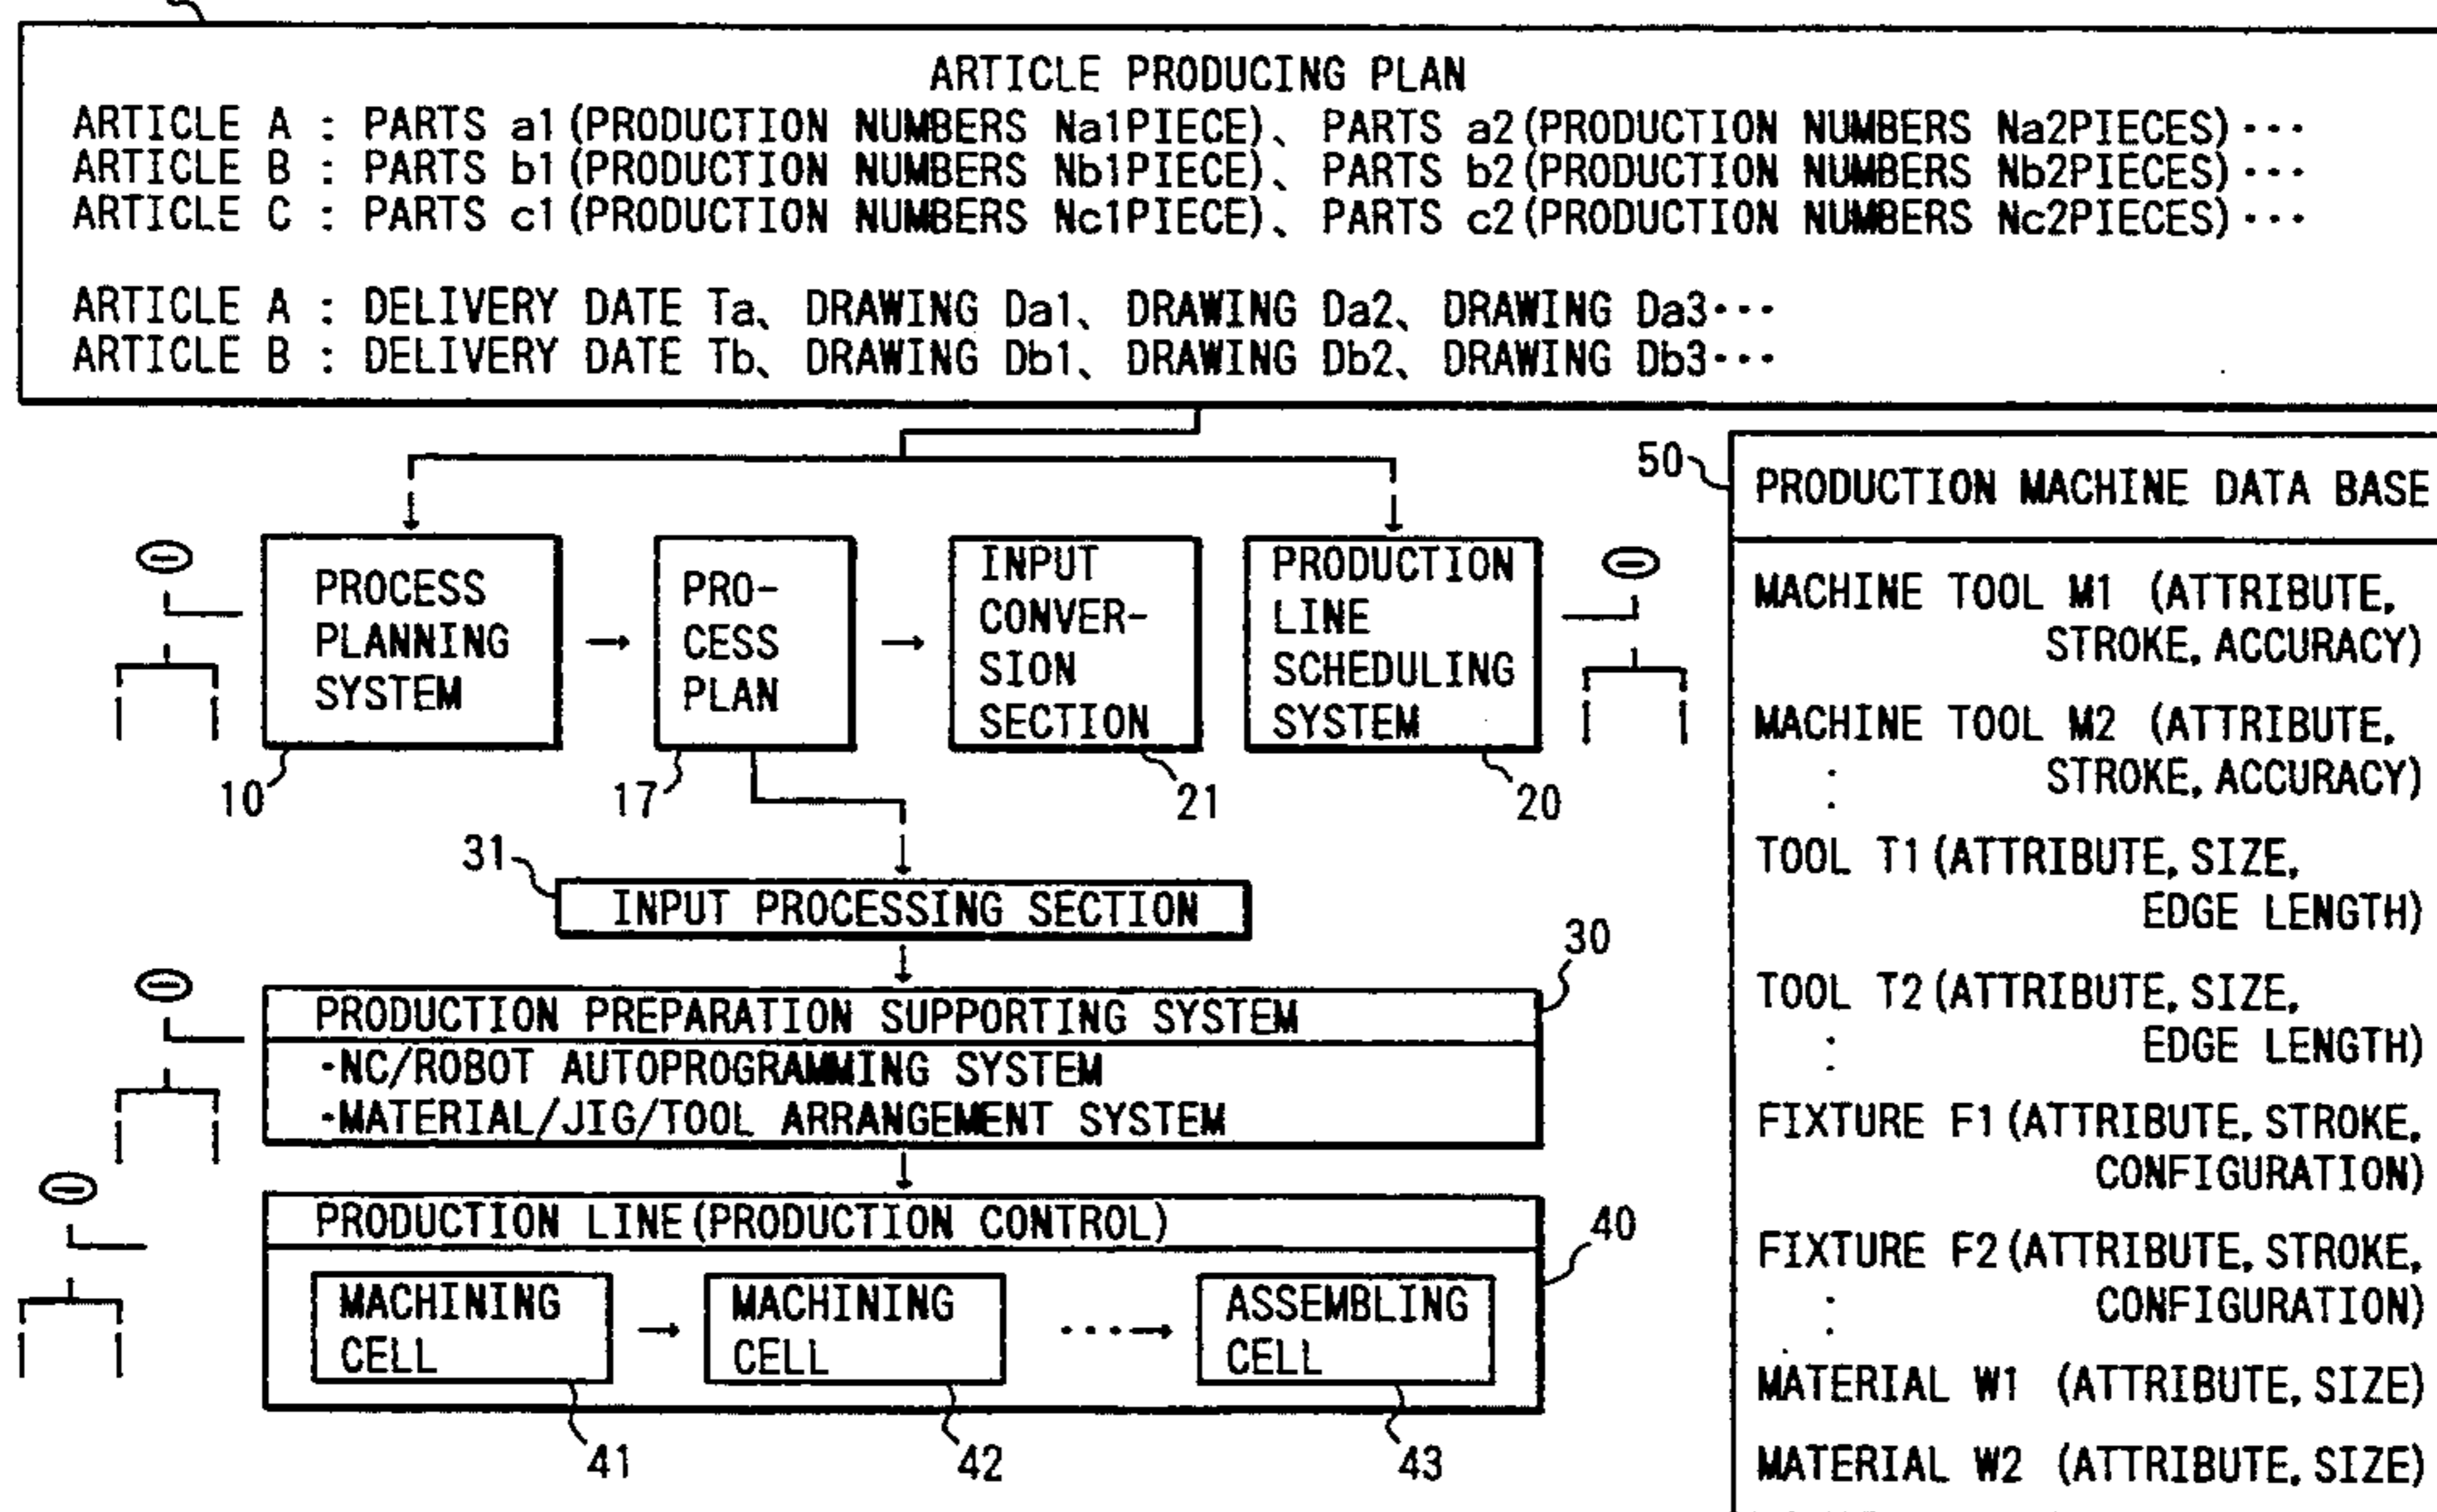 ARTICLE PRODUCING PLAN
ARTICLE A : PARTS a1(PRODUCTION NUMBERS Na1PIECE)、 PARTS a2(PRODUCTION NUMBERS Na2PIECES)···
ARTICLE B : PARTS b1(PRODUCTION NUMBERS Nb1PIECE)、 PARTS b2(PRODUCTION NUMBERS Nb2PIECES)···
ARTICLE C : PARTS c1(PRODUCTION NUMBERS Nc1PIECE)、 PARTS c2(PRODUCTION NUMBERS Nc2PIECES)···
ARTICLE A : DELIVERY DATE Ta、 DRAWING Da1、 DRAWING Da2、 DRAWING Da3···
ARTICLE B : DELIVERY DATE Tb、 DRAWING Db1、 DRAWING Db2、 DRAWING Db3···
PROCESS
PLANNING
SYSTEM
10
PRO-
CESS
PLAN
17
INPUT
CONVER-
SION
SECTION
21
PRODUCTION
LINE
SCHEDULING
SYSTEM
20
31
INPUT PROCESSING SECTION
30
PRODUCTION PREPARATION SUPPORTING SYSTEM
·NC/ROBOT AUTOPROGRAMMING SYSTEM
·MATERIAL/JIG/TOOL ARRANGEMENT SYSTEM
PRODUCTION LINE(PRODUCTION CONTROL)
40
MACHINING
CELL
41
MACHINING
CELL
42
···
ASSEMBLING
CELL
43
50
PRODUCTION MACHINE DATA BASE
MACHINE TOOL M1 (ATTRIBUTE,
STROKE, ACCURACY)
MACHINE TOOL M2 (ATTRIBUTE,
: STROKE, ACCURACY)
TOOL T1(ATTRIBUTE, SIZE,
EDGE LENGTH)
TOOL T2(ATTRIBUTE, SIZE,
: EDGE LENGTH)
FIXTURE F1(ATTRIBUTE, STROKE,
CONFIGURATION)
FIXTURE F2(ATTRIBUTE, STROKE,
: CONFIGURATION)
MATERIAL W1 (ATTRIBUTE, SIZE)
MATERIAL W2 (ATTRIBUTE, SIZE)